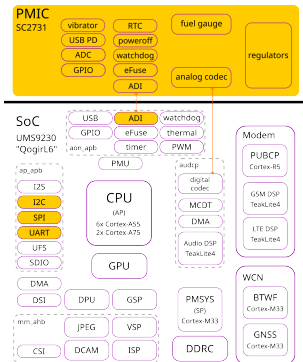 PMIC
SC2731
vibrator
USB PD
ADC
GPIO
RTC
poweroff
watchdog
eFuse
ADI
fuel gauge
analog codec
regulators
SoC
UMS9230
"QogirL6"
USB
ADI
watchdog
GPIO
eFuse
thermal
aon_apb
timer
PWM
PMU
ap_apb
I2S
I2C
SPI
UART
UFS
SDIO
CPU
(AP)
6x Cortex-A55
2x Cortex-A75
GPU
audcp
digital
codec
MCDT
DMA
Audio DSP
TeakLite4
Modem
PUBCP
Cortex-R5
GSM DSP
TeakLite4
LTE DSP
TeakLite4
DMA
DSI
DPU
GSP
mm_ahb
JPEG
VSP
CSI
DCAM
ISP
PMSYS
(SP)
Cortex-M33
DDRC
WCN
BTWF
Cortex-M33
GNSS
Cortex-M33